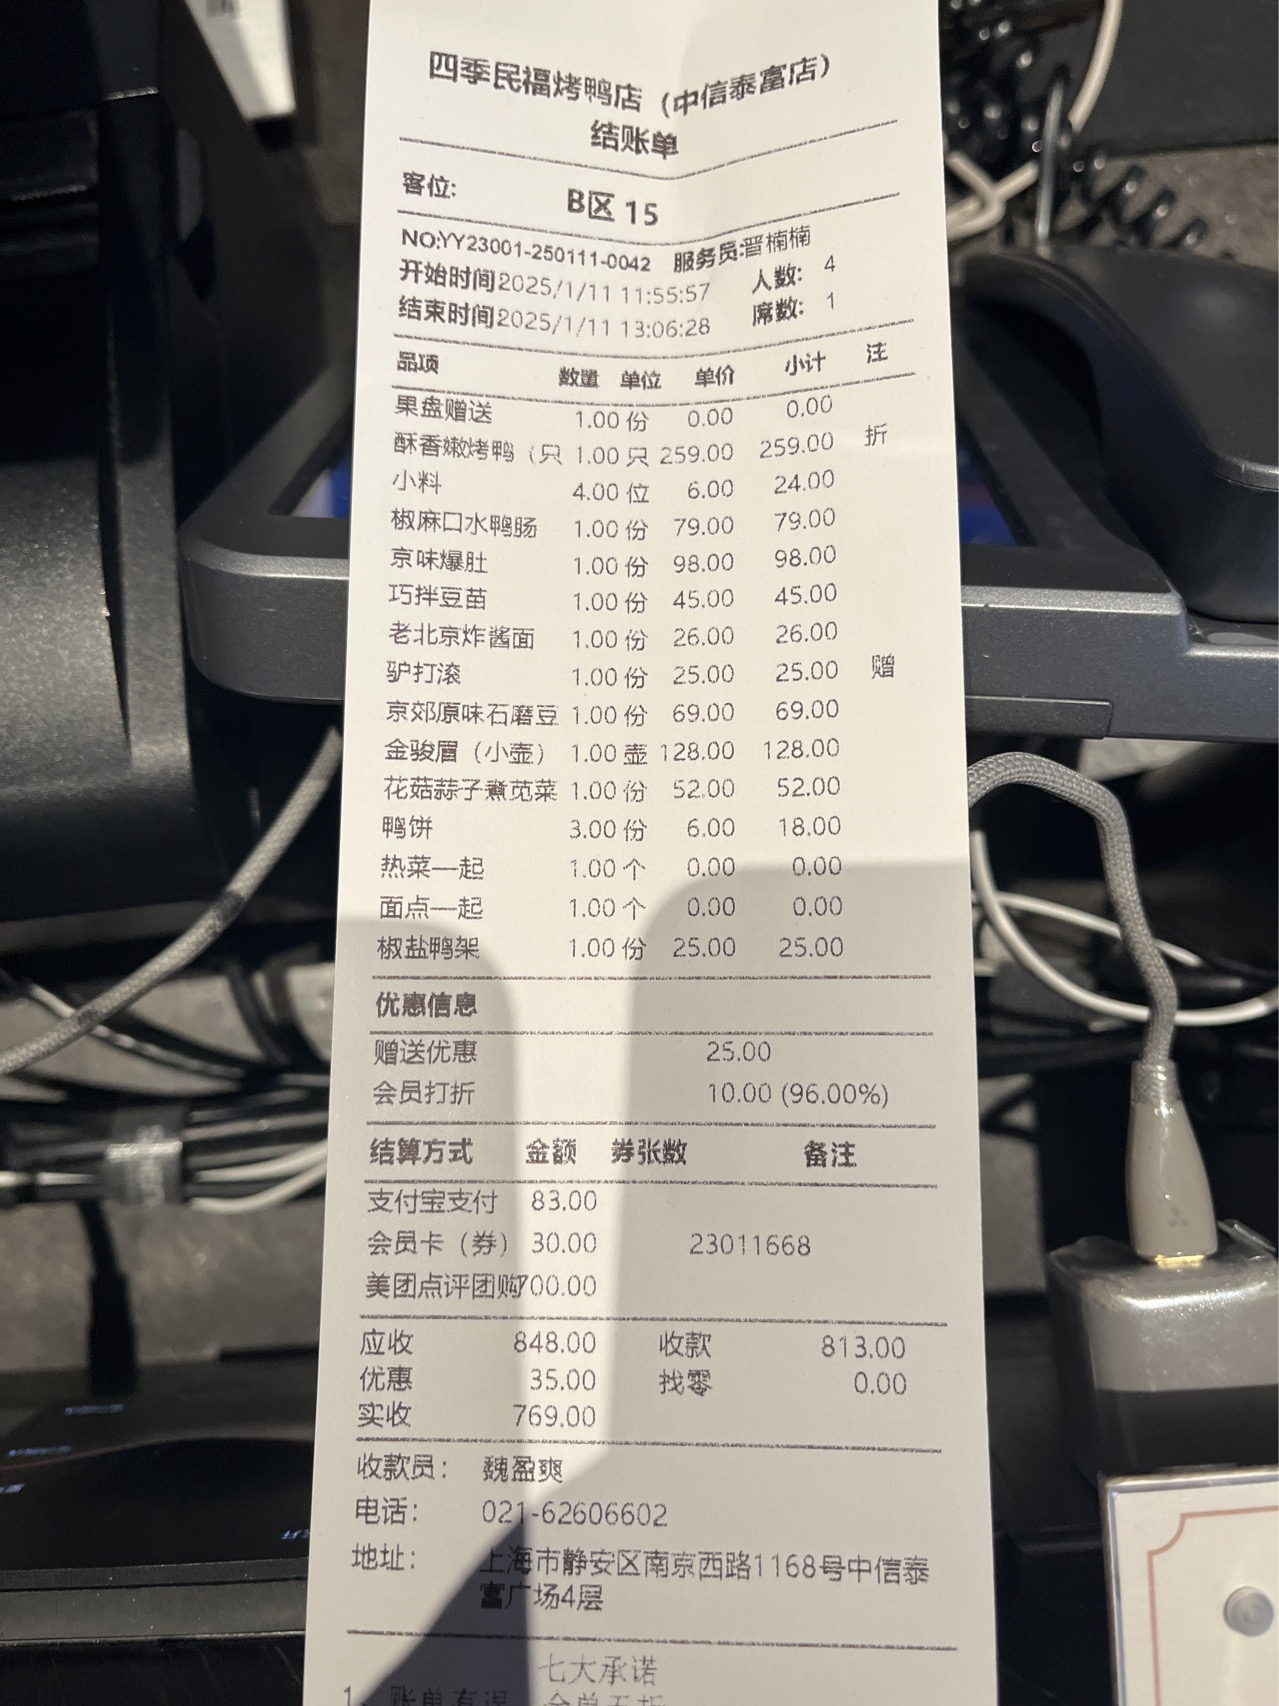 四季民福烤鸭店（中信泰富店）
结账单
客位: B区 15
NO:YY23001-250111-0042 服务员:晋楠楠
开始时间2025/1/11 11:55:57 人数: 4
结束时间2025/1/11 13:06:28 席数: 1
品项 数量 单位 单价 小计 注
果盘赠送 1.00 份 0.00 0.00
酥香嫩烤鸭（只 1.00 只 259.00 259.00 折
小料 4.00 位 6.00 24.00
椒麻口水鸭肠 1.00 份 79.00 79.00
京味爆肚 1.00 份 98.00 98.00
巧拌豆苗 1.00 份 45.00 45.00
老北京炸酱面 1.00 份 26.00 26.00
驴打滚 1.00 份 25.00 25.00 赠
京郊原味石磨豆 1.00 份 69.00 69.00
金骏眉（小壶） 1.00 壶 128.00 128.00
花菇蒜子煮苋菜 1.00 份 52.00 52.00
鸭饼 3.00 份 6.00 18.00
热菜一起 1.00 个 0.00 0.00
面点一起 1.00 个 0.00 0.00
椒盐鸭架 1.00 份 25.00 25.00
优惠信息
赠送优惠 25.00
会员打折 10.00 (96.00%)
结算方式 金额 券张数 备注
支付宝支付 83.00
会员卡（券） 30.00 23011668
美团点评团购700.00
应收 848.00 收款 813.00
优惠 35.00 找零 0.00
实收 769.00
收款员: 魏盈爽
电话: 021-62606602
地址: 上海市静安区南京西路1168号中信泰
富广场4层
七大承诺
1、账单有误